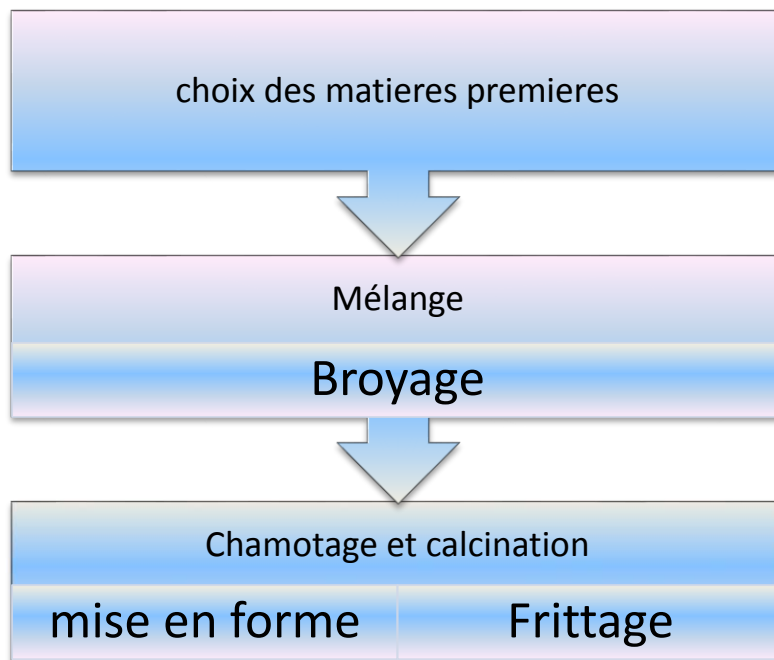 choix des matieres premieres
Mélange
Broyage
Chamotage et calcination
mise en forme
Frittage